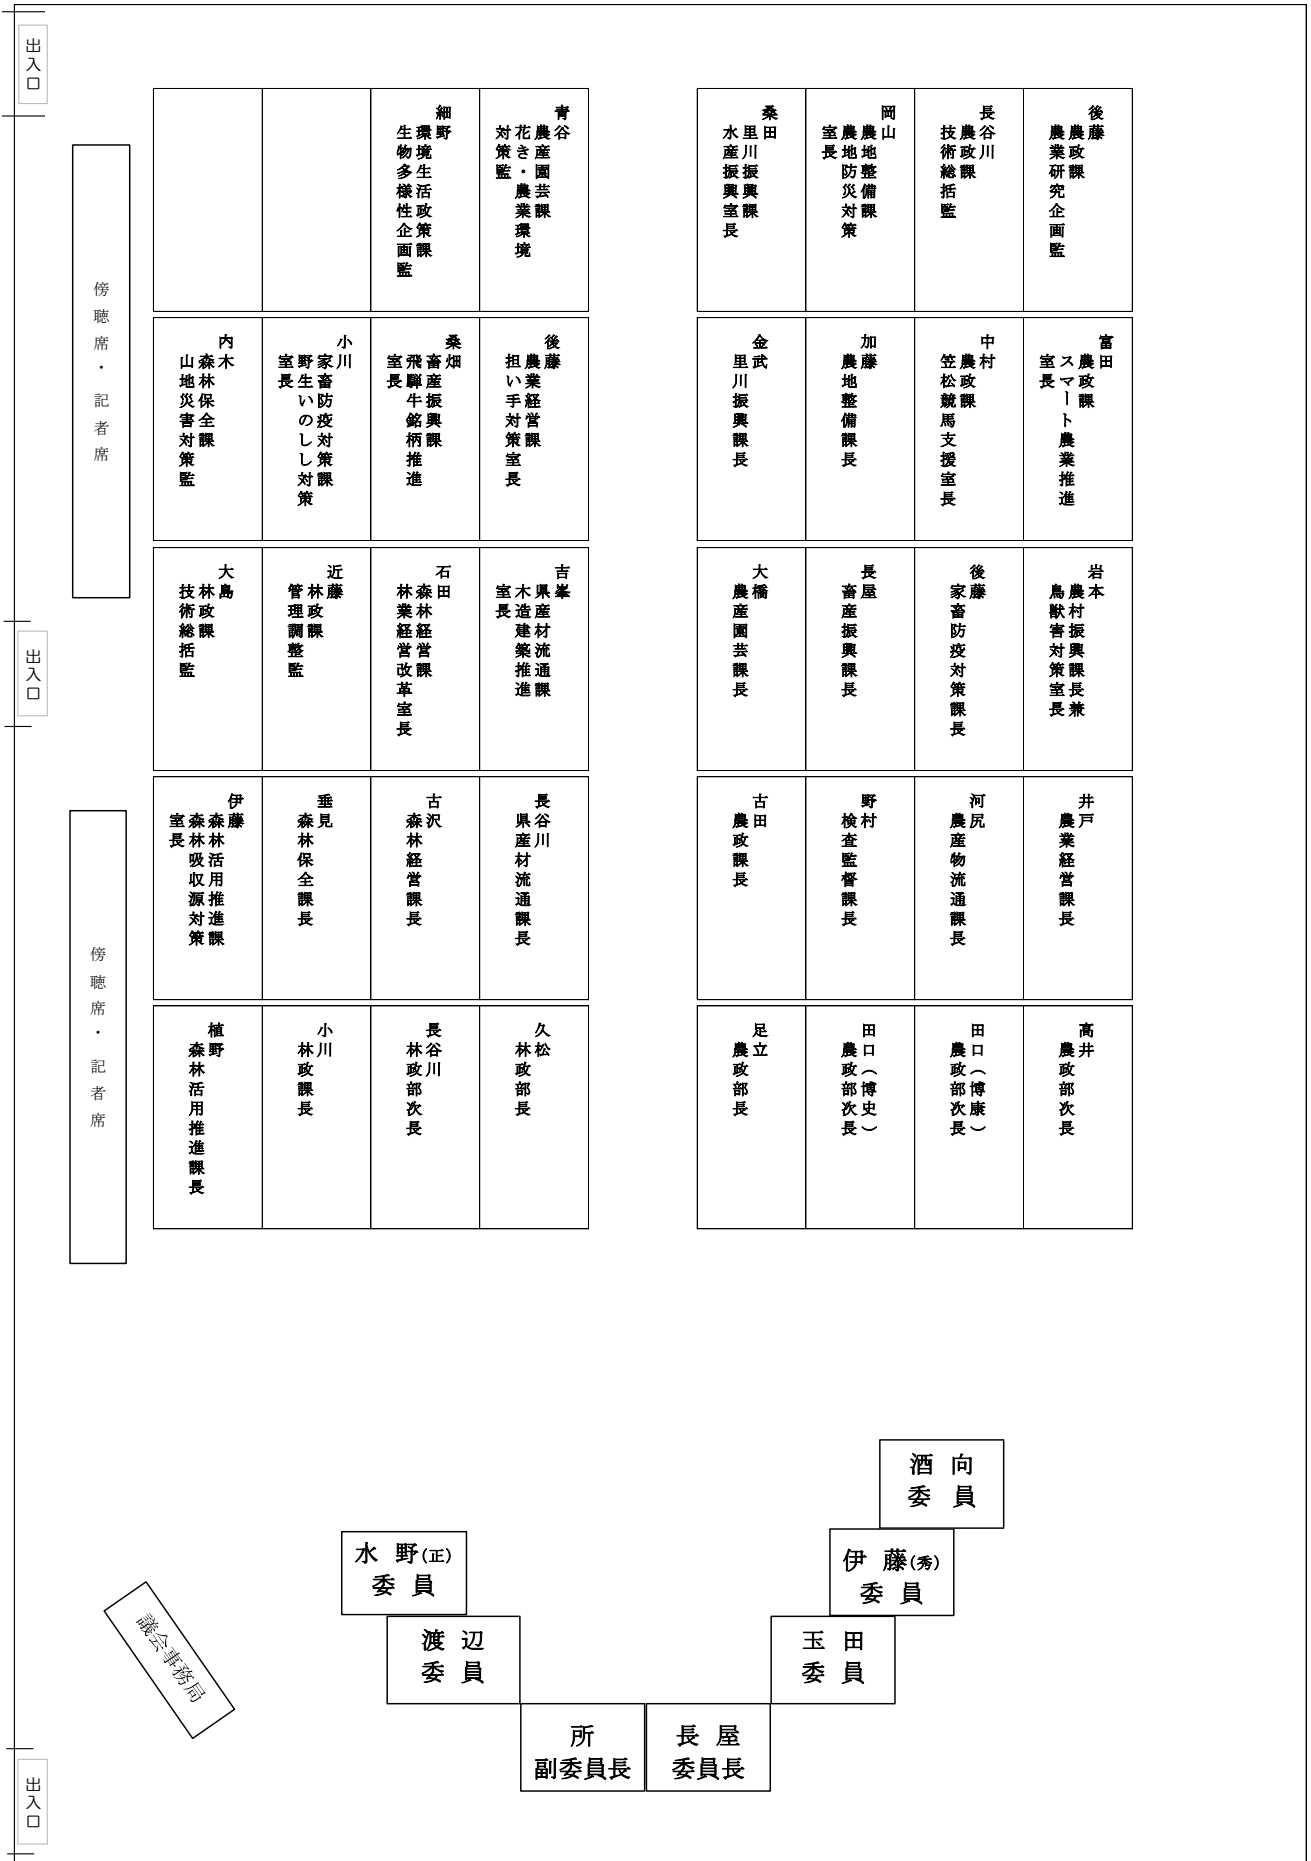 出入口
後藤
農政課
農業研究企画監
長谷川
農政課
技術総括監
岡山
農地整備課
農地防災対策
室長
桑田
里川振興課
水産振興室長
青谷
農産園芸課
花き・農業環境
対策監
細野
環境生活政策課
生物多様性企画監
傍聴席・記者席
富田
農政課
スマート農業推進
室長
中村
農政課
笠松競馬支援室長
加藤
農地整備課長
金武
里川振興課長
後藤
農業経営課
担い手対策室長
桑畑
畜産振興課
飛騨牛銘柄推進
室長
小川
家畜防疫対策課
野生いのしし対策
室長
内木
森林保全課
山地災害対策監
岩本
農村振興課長兼
鳥獣害対策室長
後藤
家畜防疫対策課長
長屋
畜産振興課長
大橋
農産園芸課長
吉峯
県産材流通課
木造建築推進
室長
石田
森林経営課
林業経営改革室長
近藤
林政課
管理調整監
大島
林政課
技術総括監
出入口
井戸
農業経営課長
河尻
農産物流通課長
野村
検査監督課長
古田
農政課長
長谷川
県産材流通課長
古沢
森林経営課長
垂見
森林保全課長
伊藤
森林活用推進課
森林吸収源対策
室長
傍聴席・記者席
高井
農政部次長
田口（博康）
農政部次長
田口（博史）
農政部次長
足立
農政部長
久松
林政部長
長谷川
林政部次長
小川
林政課長
植野
森林活用推進課長
酒向
委員
伊藤(秀)
委員
水野(正)
委員
玉田
委員
渡辺
委員
議会事務局
所
副委員長
長屋
委員長
出入口